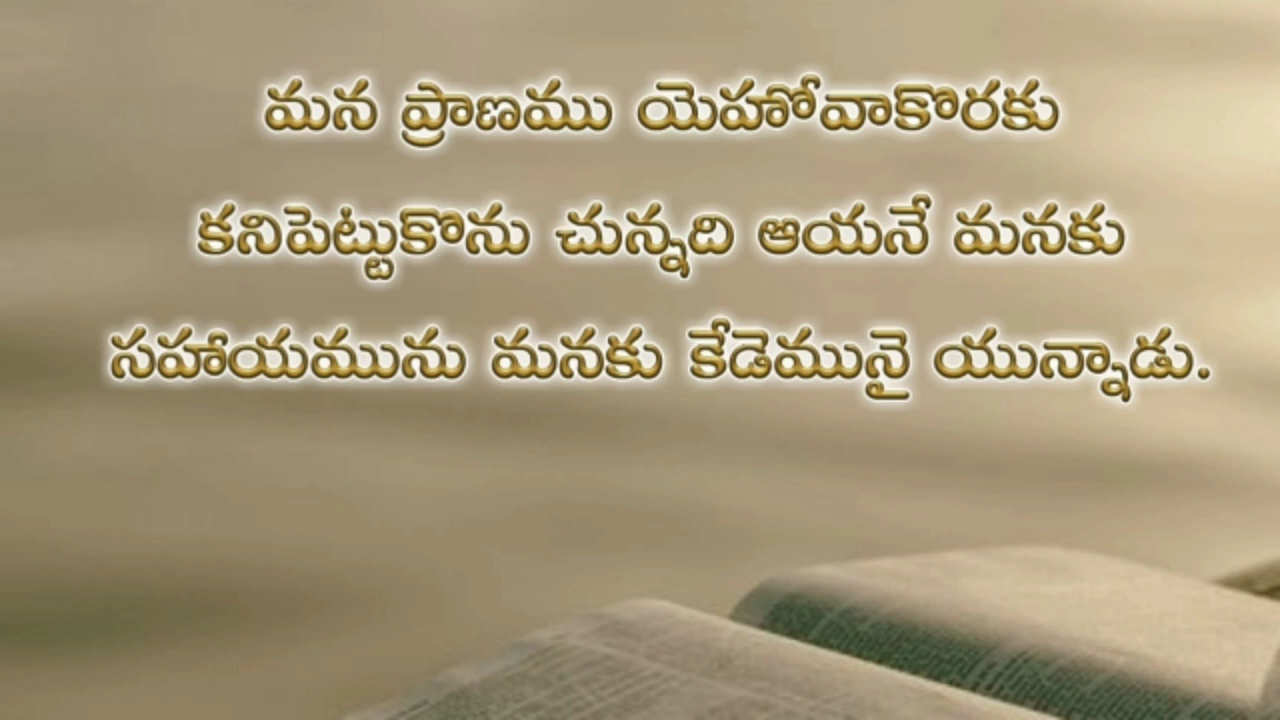 మన ప్రాణము యెహోవాకొరకు
కనిపెట్టుకొను చున్నది ఆయనే మనకు
సహాయమును మనకు కేడెమునై యున్నాడు.